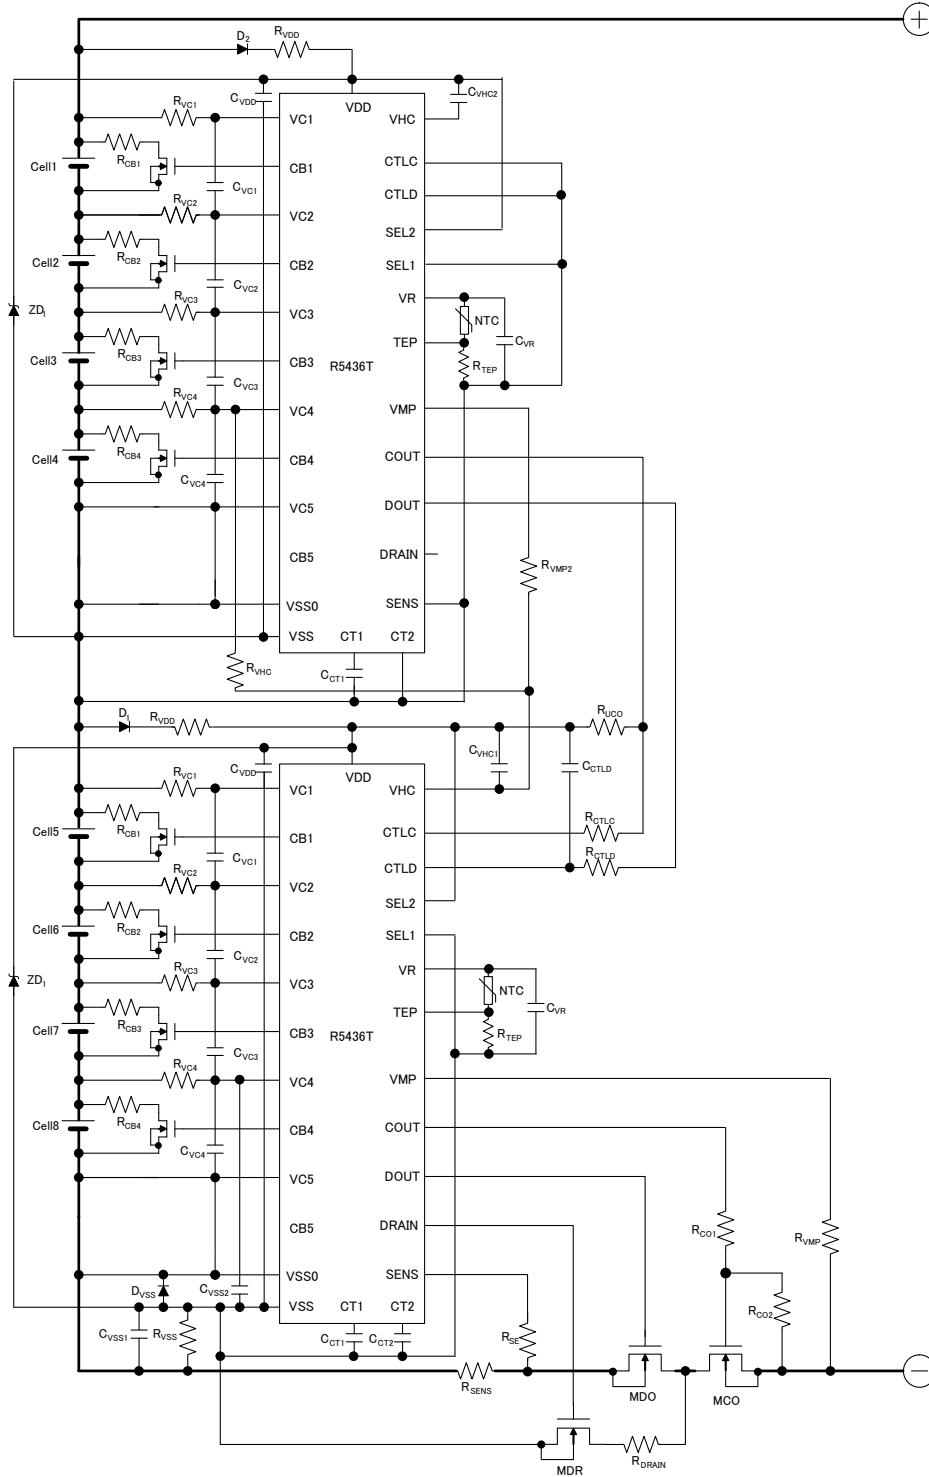 +
D2 RVDD
CVDD VDD CVHC2
RVC1 VC1 VHC
Cell1 RCB1 CB1 CTLC
CVC1 CTLD
RVC2 VC2 SEL2
Cell2 RCB2 CB2 SEL1
CVC2 VR NTC
ZD1 RVC3 VC3 CVR
TEP RTEP
Cell3 RCB3 CB3 R5436T
CVC3
RVC4 VC4 VMP
Cell4 RCB4 CB4 COUT
CVC4
VC5 DOUT
CB5 DRAIN RVMP2
VSS0 SENS
VSS CT1 CT2
RVHC CCT1
D1 RVDD RUCO
CVDD VDD CVHC1 CCTLD
RVC1 VC1 VHC
Cell5 RCB1 CB1 CTLC RCTLC
CVC1 CTLD RCTLD
RVC2 VC2 SEL2
Cell6 RCB2 CB2 SEL1
CVC2
ZD1 RVC3 VC3 VR NTC CVR
TEP RTEP
Cell7 RCB3 CB3 R5436T
CVC3
RVC4 VC4 VMP
Cell8 RCB4 CB4 COUT
CVC4
VC5 DOUT
CB5 DRAIN RCO1 RVMP
DVSS CVSS2 VSS0 SENS
VSS CT1 CT2 RCO2
CVSS1 RVSS CCT1 CCT2 RSE
RSENS MDO MCO −
MDR RDRAIN